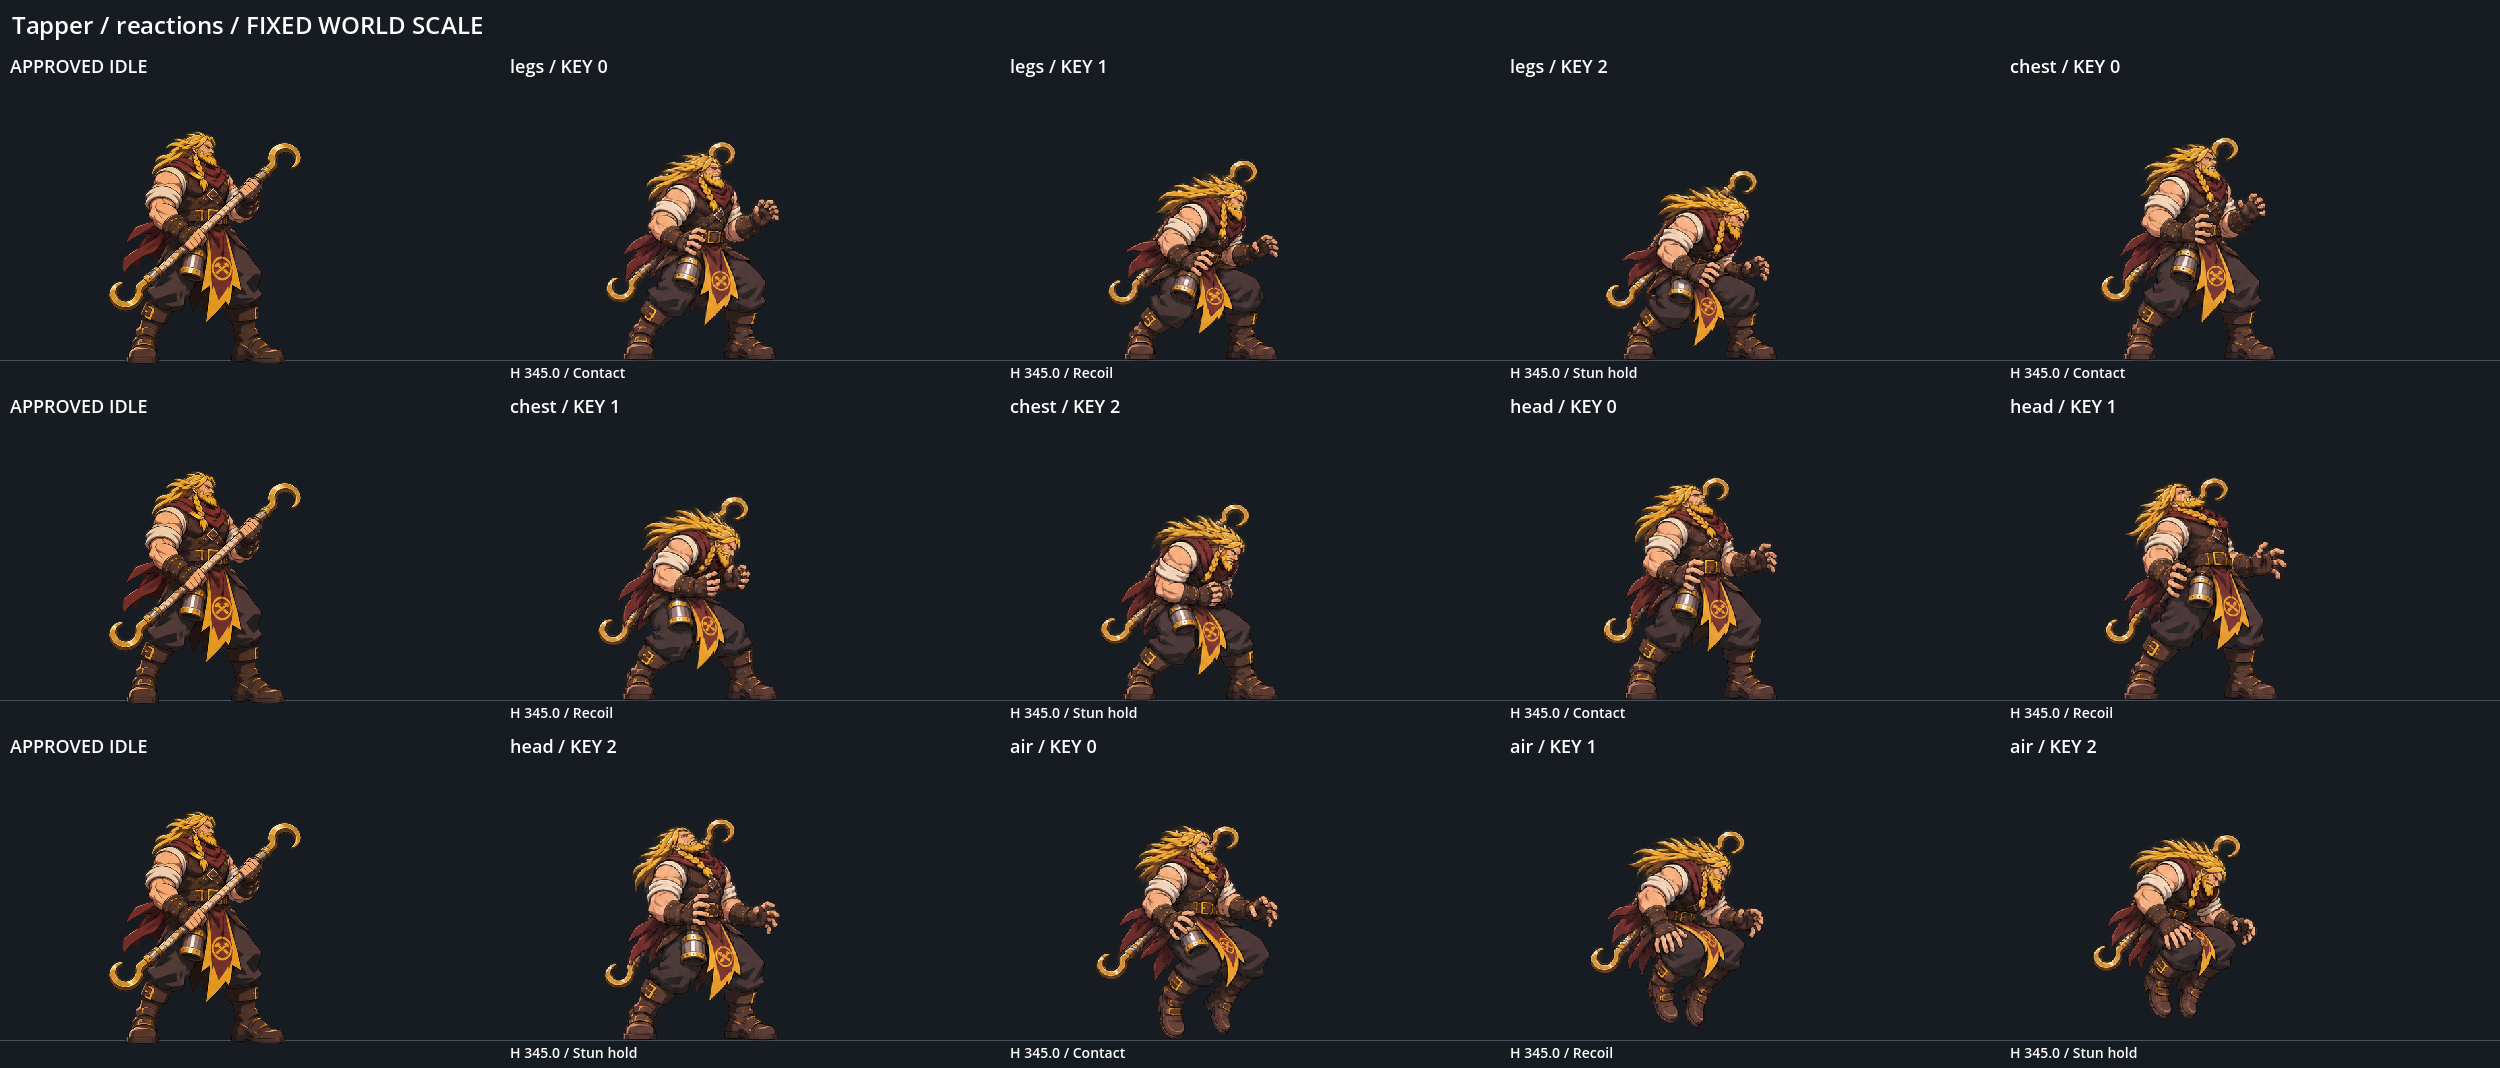 Tapper / reactions / FIXED WORLD SCALE
APPROVED IDLE
legs / KEY 0
legs / KEY 1
legs / KEY 2
chest / KEY 0
H 345.0 / Contact
H 345.0 / Recoil
H 345.0 / Stun hold
H 345.0 / Contact
APPROVED IDLE
chest / KEY 1
chest / KEY 2
head / KEY 0
head / KEY 1
H 345.0 / Recoil
H 345.0 / Stun hold
H 345.0 / Contact
H 345.0 / Recoil
APPROVED IDLE
head / KEY 2
air / KEY 0
air / KEY 1
air / KEY 2
H 345.0 / Stun hold
H 345.0 / Contact
H 345.0 / Recoil
H 345.0 / Stun hold